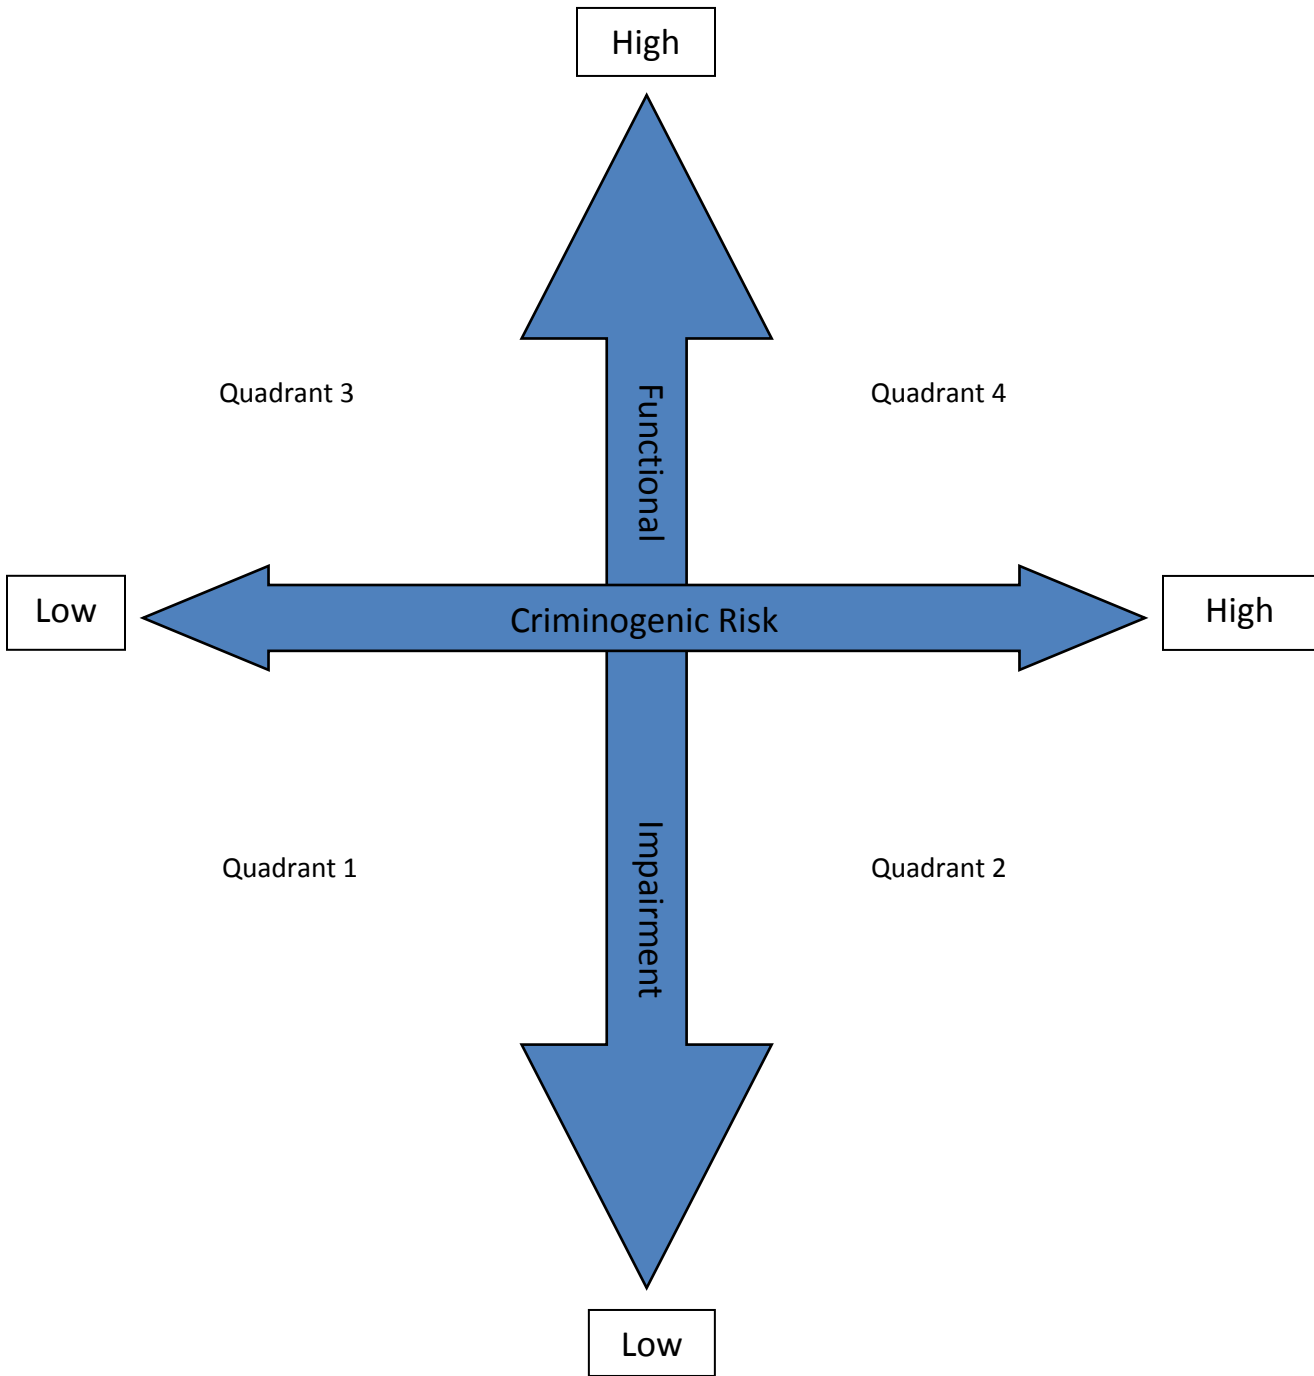 High
Quadrant 3
Functional
Quadrant 4
Low
Criminogenic Risk
High
Quadrant 1
Impairment
Quadrant 2
Low